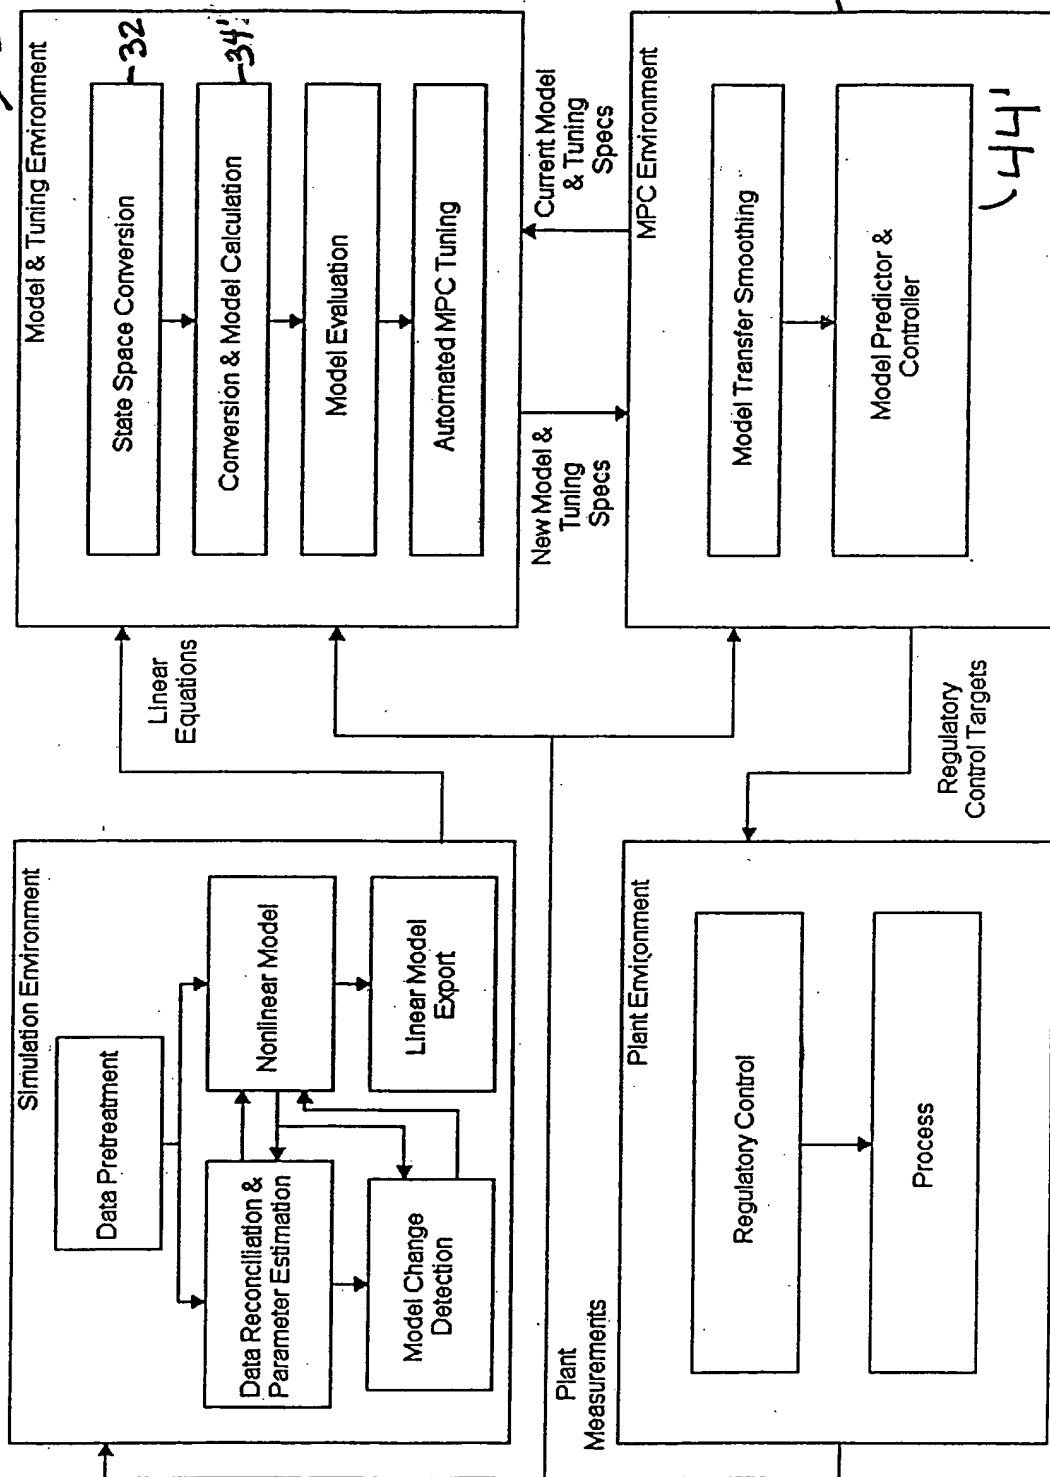 Simulation Environment
Data Pretreatment
Data Reconciliation &
Parameter Estimation
Nonlinear Model
Model Change
Detection
Linear Model
Export
Linear
Equations
Model & Tuning Environment
State Space Conversion
32
Conversion & Model Calculation
34'
Model Evaluation
Automated MPC Tuning
New Model &
Tuning
Specs
Current Model
& Tuning
Specs
Plant
Measurements
Plant Environment
Regulatory Control
Process
Regulatory
Control Targets
MPC Environment
Model Transfer Smoothing
Model Predictor &
Controller
44'